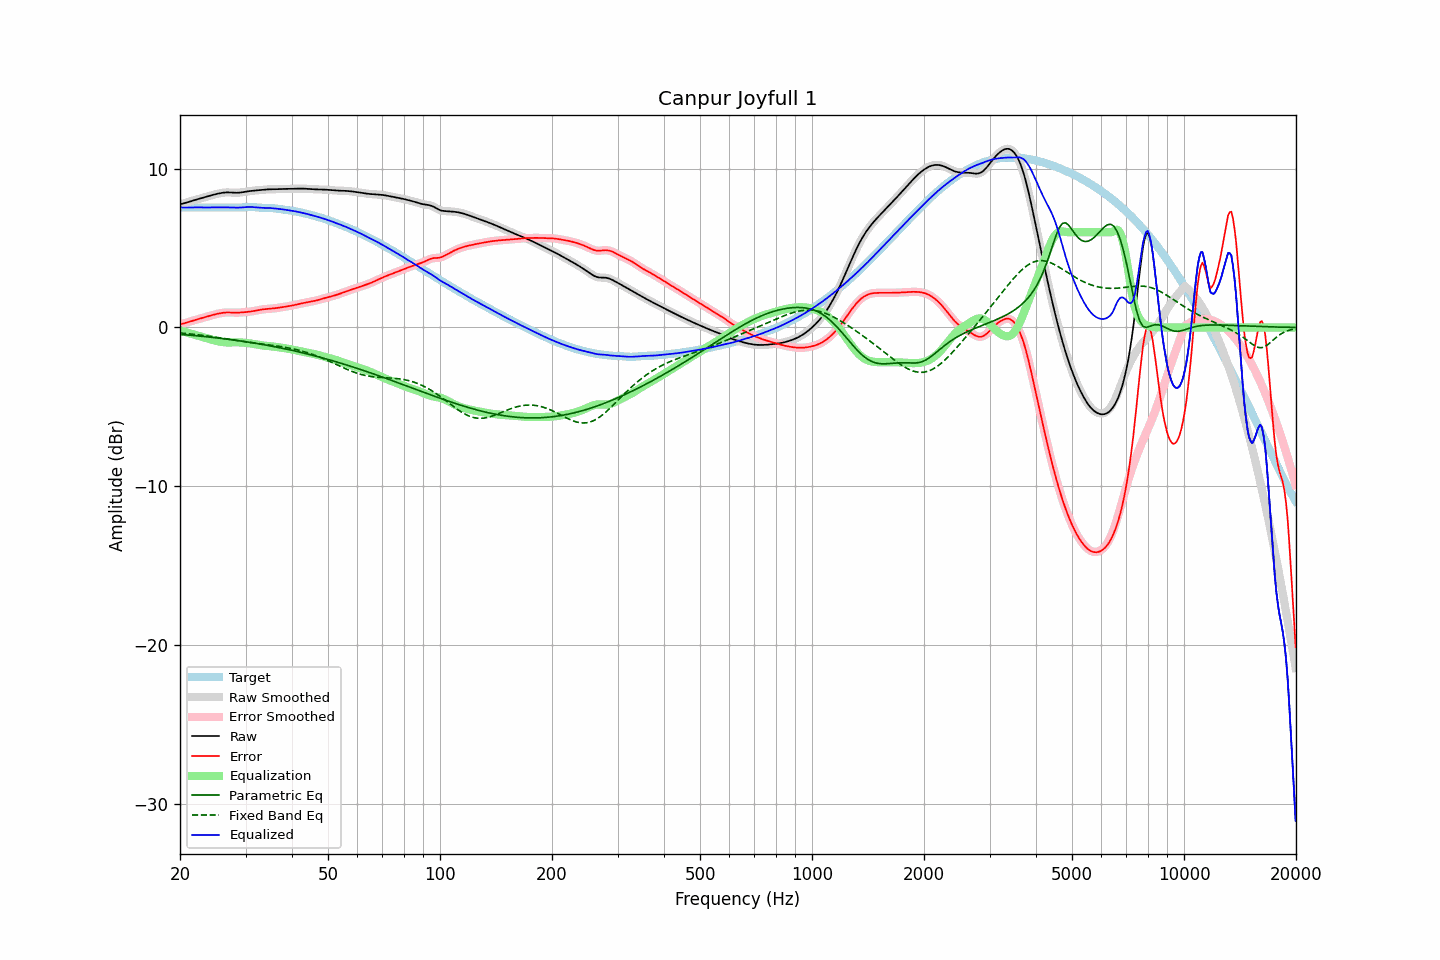 Canpur Joyfull 1
10
0
−10
−20
−30
Amplitude (dBr)
Target
Raw Smoothed
Error Smoothed
Raw
Error
Equalization
Parametric Eq
Fixed Band Eq
Equalized
20 50 100 200 500 1000 2000 5000 10000 20000
Frequency (Hz)